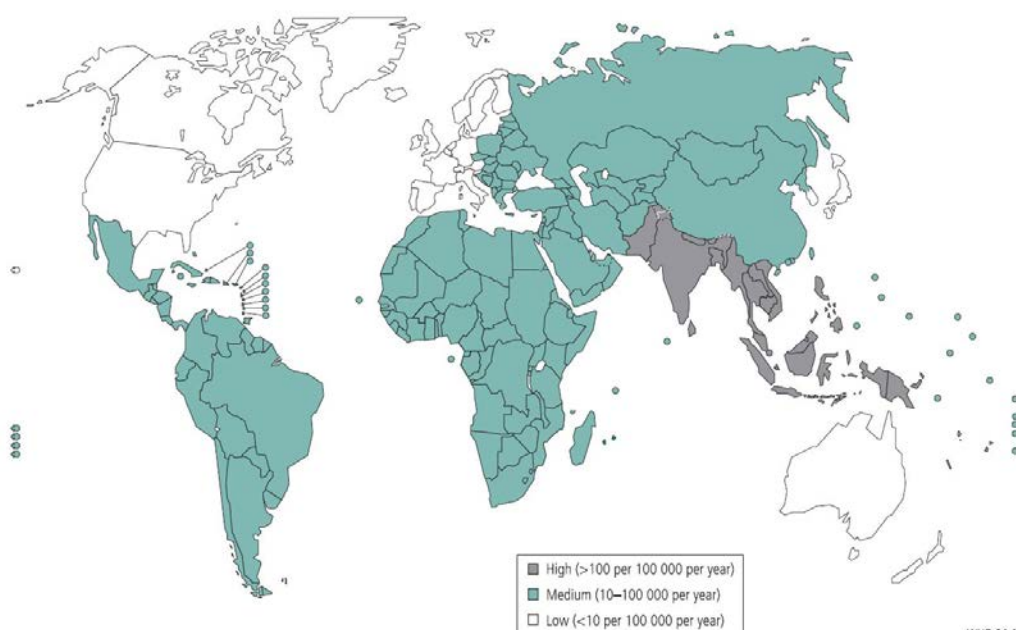 High (>100 per 100 000 per year)
Medium (10–100 000 per year)
Low (<10 per 100 000 per year)